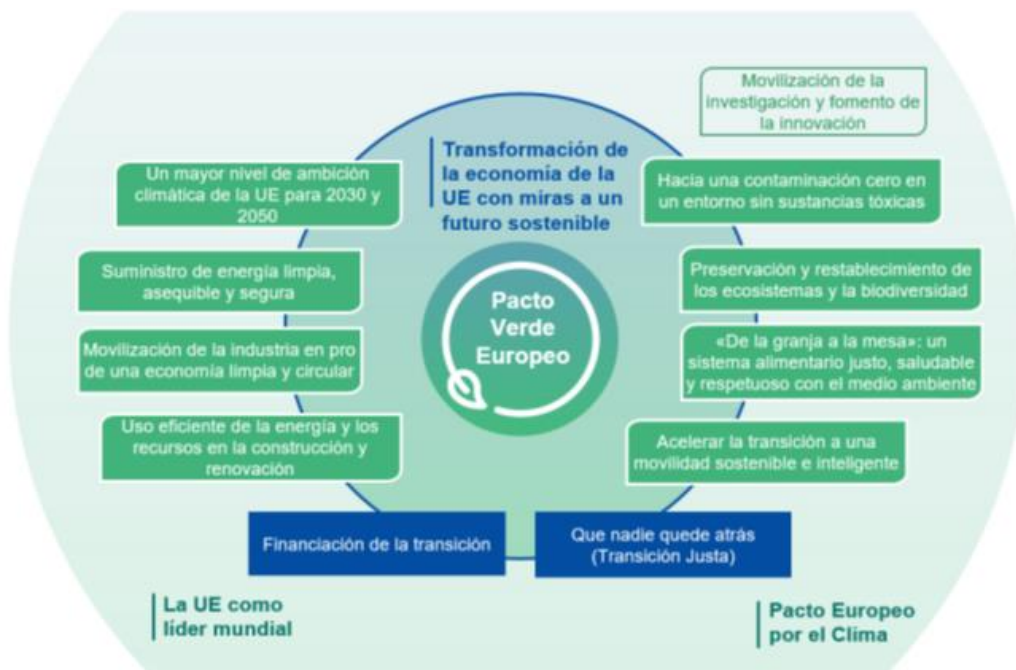 Movilización de la
investigación y fomento de
la innovación
Transformación de
la economía de la
UE con miras a un
futuro sostenible
Un mayor nivel de ambición
climática de la UE para 2030 y
2050
Hacia una contaminación cero en
un entorno sin sustancias tóxicas
Suministro de energía limpia,
asequible y segura
Preservación y restablecimiento de
los ecosistemas y la biodiversidad
Pacto
Verde
Europeo
Movilización de la industria en pro
de una economía limpia y circular
«De la granja a la mesa»: un
sistema alimentario justo, saludable
y respetuoso con el medio ambiente
Uso eficiente de la energía y los
recursos en la construcción y
renovación
Acelerar la transición a una
movilidad sostenible e inteligente
Financiación de la transición
Que nadie quede atrás
(Transición Justa)
La UE como
líder mundial
Pacto Europeo
por el Clima